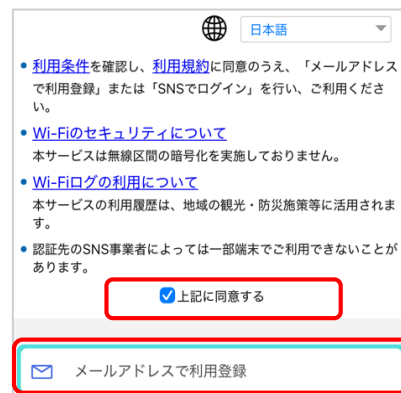 日本語
利用条件を確認し、利用規約に同意のうえ、「メールアドレス
で利用登録」または「SNSでログイン」を行い、ご利用くださ
い。
Wi-Fiのセキュリティについて
本サービスは無線区間の暗号化を実施しておりません。
Wi-Fiログの利用について
本サービスの利用履歴は、地域の観光・防災施策等に活用されま
す。
認証先のSNS事業者によっては一部端末でご利用できないことが
あります。
上記に同意する
メールアドレスで利用登録